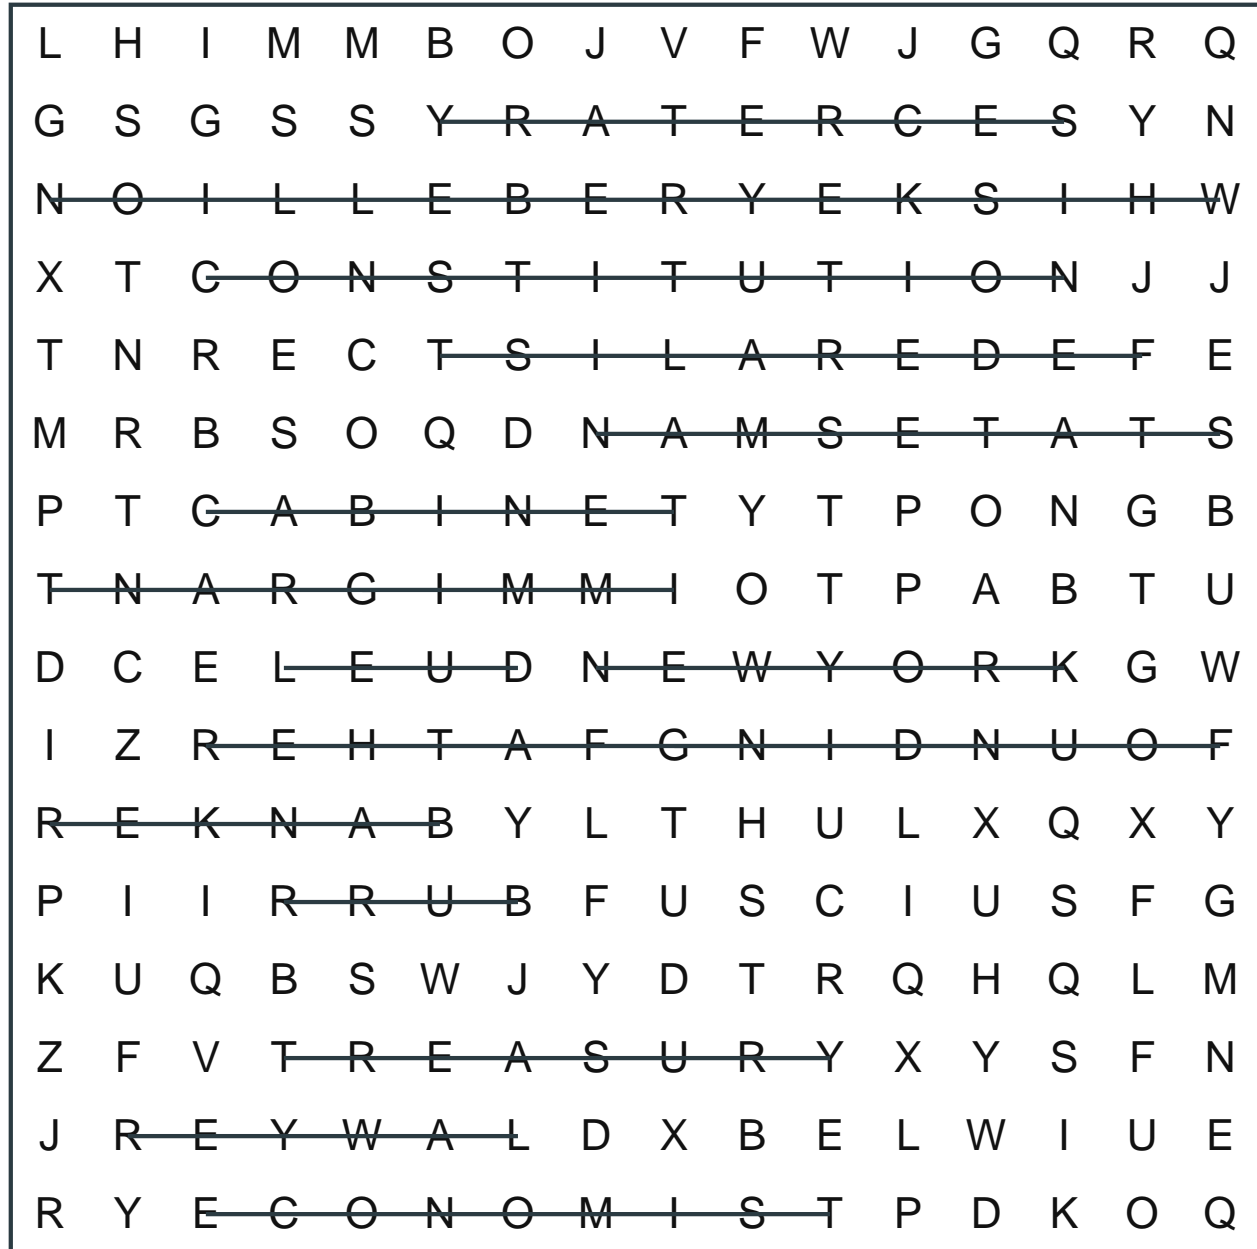 L H I M M B O J V F W J G Q R Q
G S G S S Y R A T E R C E S Y N
N O I L L E B E R Y E K S I H W
X T C O N S T I T U T I O N J J
T N R E C T S I L A R E D E F E
M R B S O Q D N A M S E T A T S
P T C A B I N E T Y T P O N G B
T N A R G I M M I O T P A B T U
D C E L E U D N E W Y O R K G W
I Z R E H T A F G N I D N U O F
R E K N A B Y L T H U L X Q X Y
P I I R R U B F U S C I U S F G
K U Q B S W J Y D T R Q H Q L M
Z F V T R E A S U R Y X Y S F N
J R E Y W A L D X B E L W I U E
R Y E C O N O M I S T P D K O Q